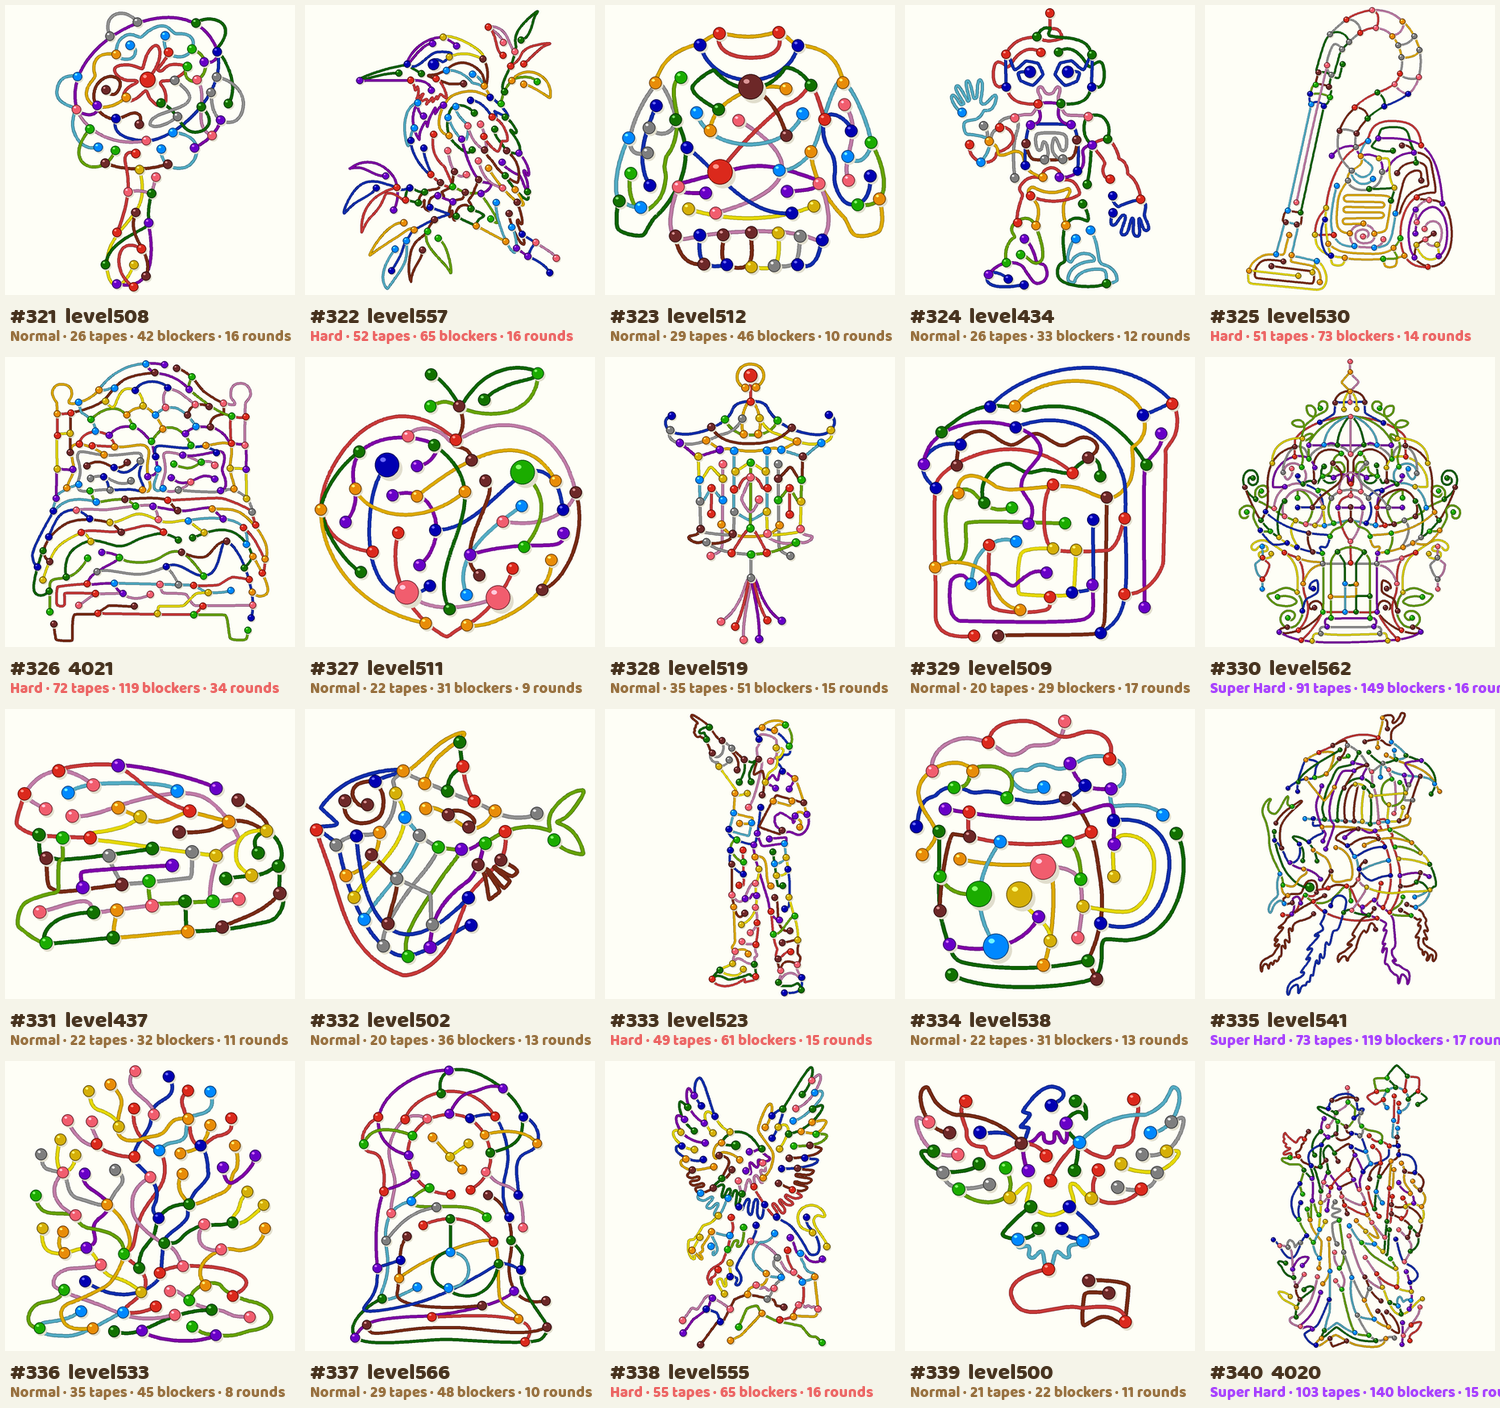 #321 level508
Normal · 26 tapes · 42 blockers · 16 rounds
#322 level557
Hard · 52 tapes · 65 blockers · 16 rounds
#323 level512
Normal · 29 tapes · 46 blockers · 10 rounds
#324 level434
Normal · 26 tapes · 33 blockers · 12 rounds
#325 level530
Hard · 51 tapes · 73 blockers · 14 rounds
#326 4021
Hard · 72 tapes · 119 blockers · 34 rounds
#327 level511
Normal · 22 tapes · 31 blockers · 9 rounds
#328 level519
Normal · 35 tapes · 51 blockers · 15 rounds
#329 level509
Normal · 20 tapes · 29 blockers · 17 rounds
#330 level562
Super Hard · 91 tapes · 149 blockers · 16 roun
#331 level437
Normal · 22 tapes · 32 blockers · 11 rounds
#332 level502
Normal · 20 tapes · 36 blockers · 13 rounds
#333 level523
Hard · 49 tapes · 61 blockers · 15 rounds
#334 level538
Normal · 22 tapes · 31 blockers · 13 rounds
#335 level541
Super Hard · 73 tapes · 119 blockers · 17 roun
#336 level533
Normal · 35 tapes · 45 blockers · 8 rounds
#337 level566
Normal · 29 tapes · 48 blockers · 10 rounds
#338 level555
Hard · 55 tapes · 65 blockers · 16 rounds
#339 level500
Normal · 21 tapes · 22 blockers · 11 rounds
#340 4020
Super Hard · 103 tapes · 140 blockers · 15 rou